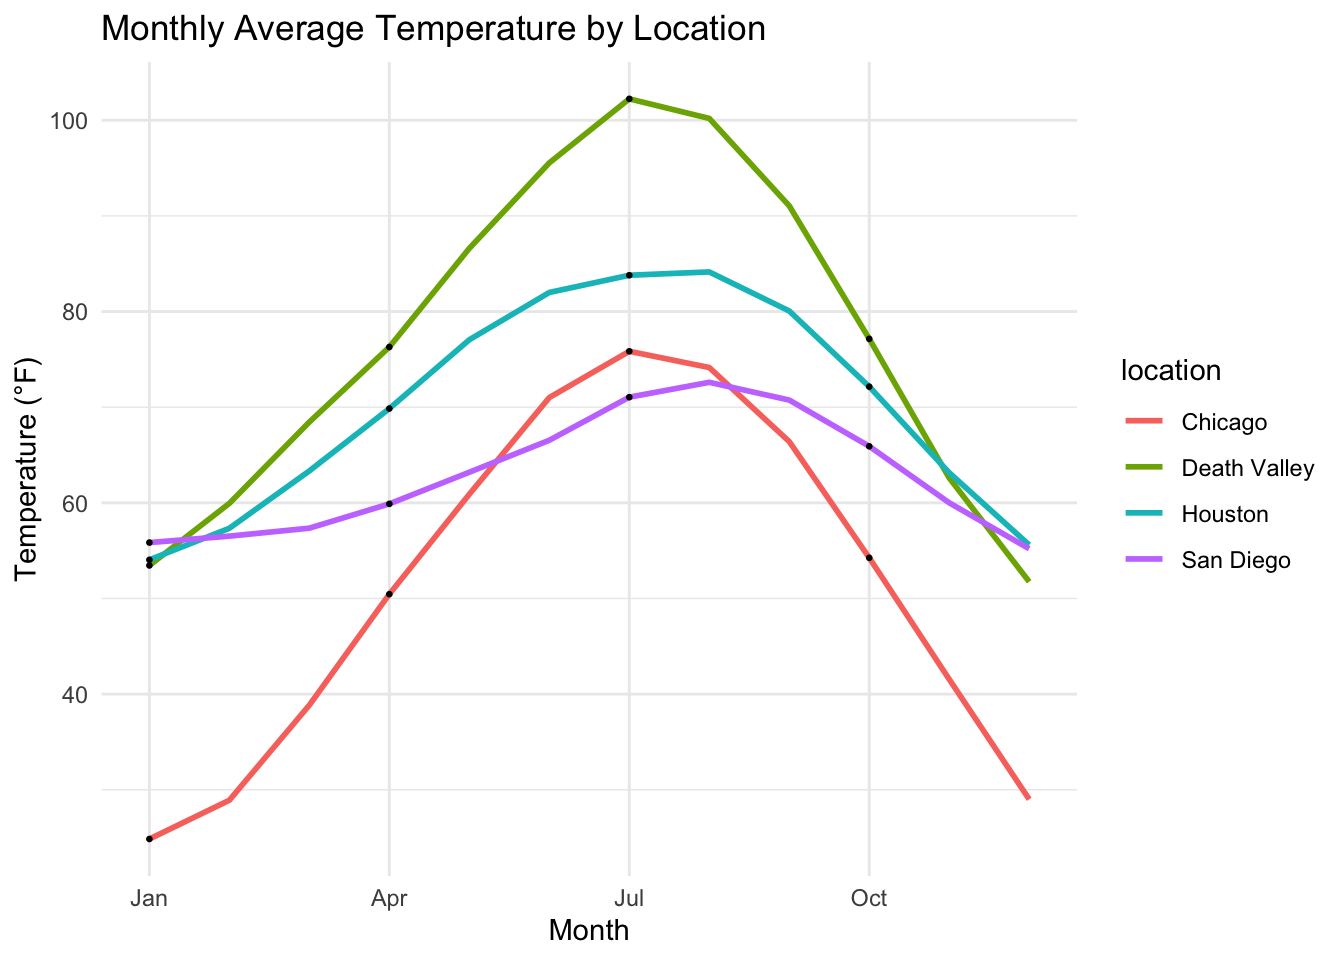 Monthly Average Temperature by Location
100
80
60
40
Temperature (°F)
Jan Apr Jul Oct
Month
location
Chicago
Death Valley
Houston
San Diego